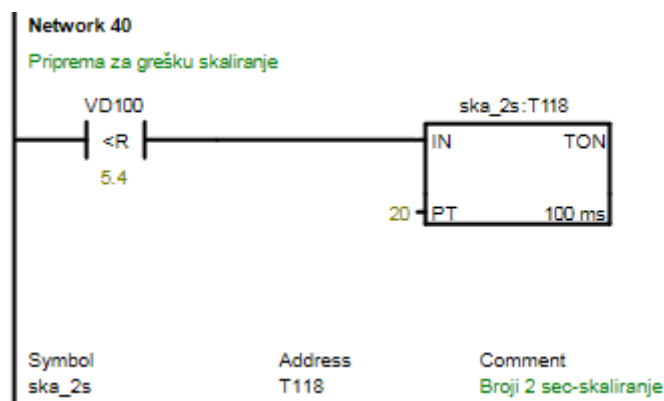 Network 40
Priprema za grešku skaliranje
VD100
<R
5.4
ska_2s:T118
IN TON
20 PT 100 ms
Symbol Address Comment
ska_2s T118 Broji 2 sec-skaliranje